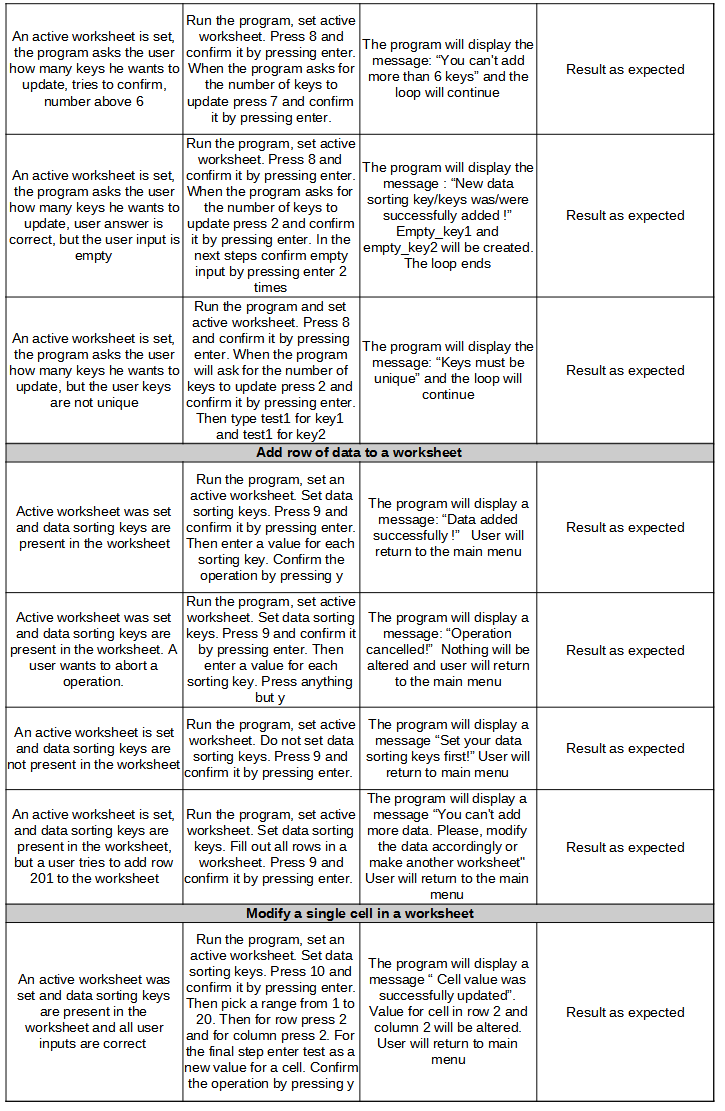 An active worksheet is set,
the program asks the user
how many keys he wants to
update, tries to confirm,
number above 6
Run the program, set active
worksheet. Press 8 and
confirm it by pressing enter.
When the program asks for
the number of keys to
update press 7 and confirm
it by pressing enter.
The program will display the
message: “You can’t add
more than 6 keys” and the
loop will continue
Result as expected
An active worksheet is set,
the program asks the user
how many keys he wants to
update, user answer is
correct, but the user input is
empty
Run the program, set active
worksheet. Press 8 and
confirm it by pressing enter.
When the program asks for
the number of keys to
update press 2 and confirm
it by pressing enter. In the
next steps confirm empty
input by pressing enter 2
times
The program will display the
message : “New data
sorting key/keys was/were
successfully added !”
Empty_key1 and
empty_key2 will be created.
The loop ends
Result as expected
An active worksheet is set,
the program asks the user
how many keys he wants to
update, but the user keys
are not unique
Run the program and set
active worksheet. Press 8
and confirm it by pressing
enter. When the program
will ask for the number of
keys to update press 2 and
confirm it by pressing enter.
Then type test1 for key1
and test1 for key2
The program will display the
message: “Keys must be
unique” and the loop will
continue
Result as expected
Add row of data to a worksheet
Active worksheet was set
and data sorting keys are
present in the worksheet
Run the program, set an
active worksheet. Set data
sorting keys. Press 9 and
confirm it by pressing enter.
Then enter a value for each
sorting key. Confirm the
operation by pressing y
The program will display a
message: “Data added
successfully !”   User will
return to the main menu
Result as expected
Active worksheet was set
and data sorting keys are
present in the worksheet. A
user wants to abort a
operation.
Run the program, set active
worksheet. Set data sorting
keys. Press 9 and confirm it
by pressing enter. Then
enter a value for each
sorting key. Press anything
but y
The program will display a
message: “Operation
cancelled!”  Nothing will be
altered and user will return
to the main menu
Result as expected
An active worksheet is set
and data sorting keys are
not present in the worksheet
Run the program, set active
worksheet. Do not set data
sorting keys. Press 9 and
confirm it by pressing enter.
The program will display a
message “Set your data
sorting keys first!” User will
return to main menu
Result as expected
An active worksheet is set,
and data sorting keys are
present in the worksheet,
but a user tries to add row
201 to the worksheet
Run the program, set active
worksheet. Set data sorting
keys. Fill out all rows in a
worksheet. Press 9 and
confirm it by pressing enter.
The program will display a
message “You can’t add
more data. Please, modify
the data accordingly or
make another worksheet"
User will return to the main
menu
Result as expected
Modify a single cell in a worksheet
An active worksheet was
set and data sorting keys
are present in the
worksheet and all user
inputs are correct
Run the program, set an
active worksheet. Set data
sorting keys. Press 10 and
confirm it by pressing enter.
Then pick a range from 1 to
20. Then for row press 2
and for column press 2. For
the final step enter test as a
new value for a cell. Confirm
the operation by pressing y
The program will display a
message “ Cell value was
successfully updated”.
Value for cell in row 2 and
column 2 will be altered.
User will return to main
menu
Result as expected